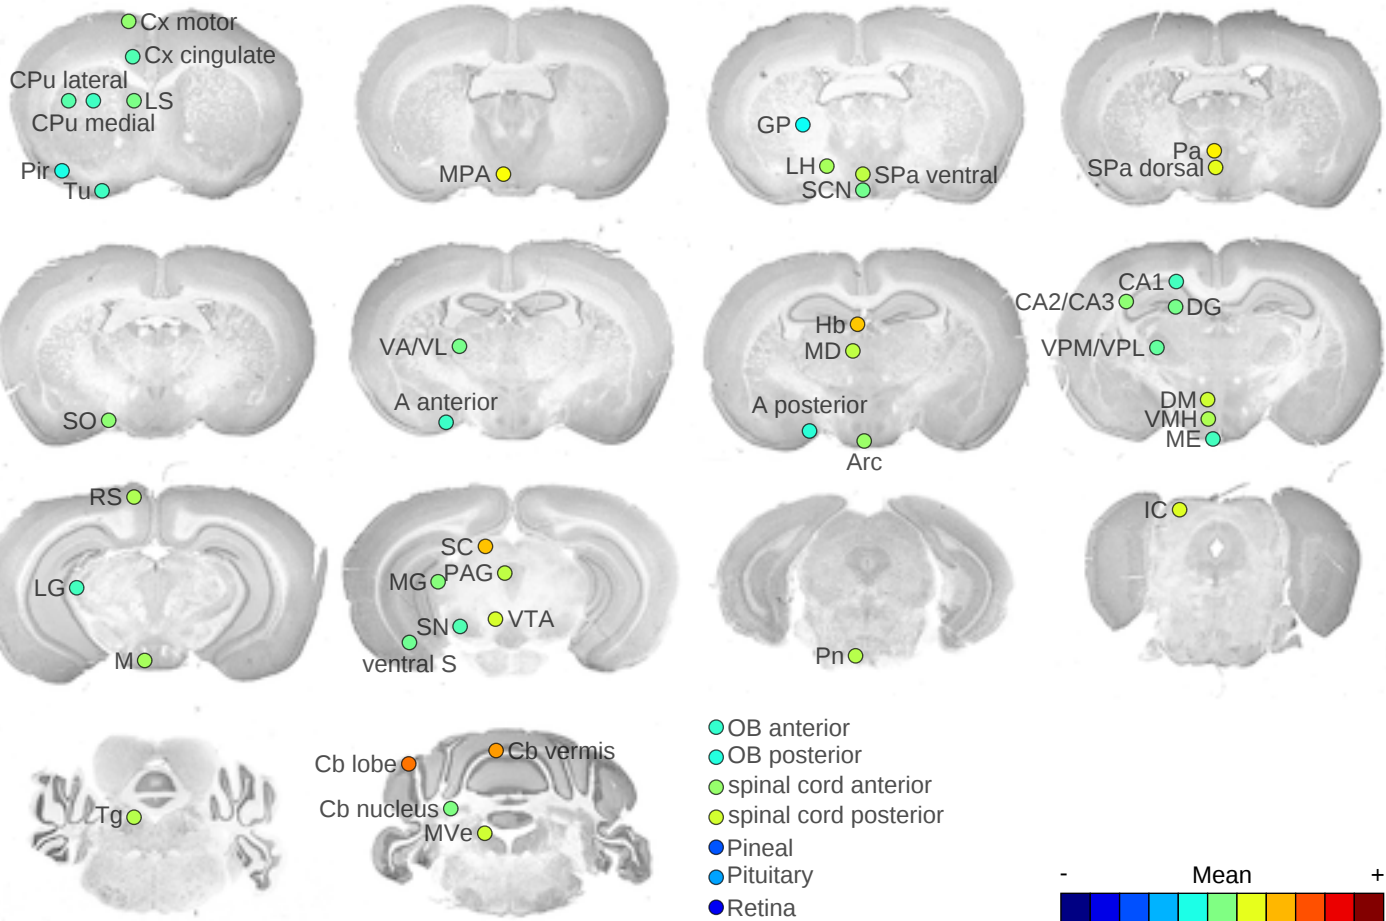 Cx motor
Cx cingulate
CPu lateral
LS
CPu medial
Pir
Tu
MPA
GP
LH
SPa ventral
SCN
Pa
SPa dorsal
SO
VA/VL
A anterior
Hb
MD
A posterior
Arc
CA1
CA2/CA3
DG
VPM/VPL
DM
VMH
ME
RS
LG
M
SC
MG
PAG
SN
VTA
ventral S
Pn
IC
Tg
Cb lobe
Cb vermis
Cb nucleus
MVe
OB anterior
OB posterior
spinal cord anterior
spinal cord posterior
Pineal
Pituitary
Retina
- Mean +